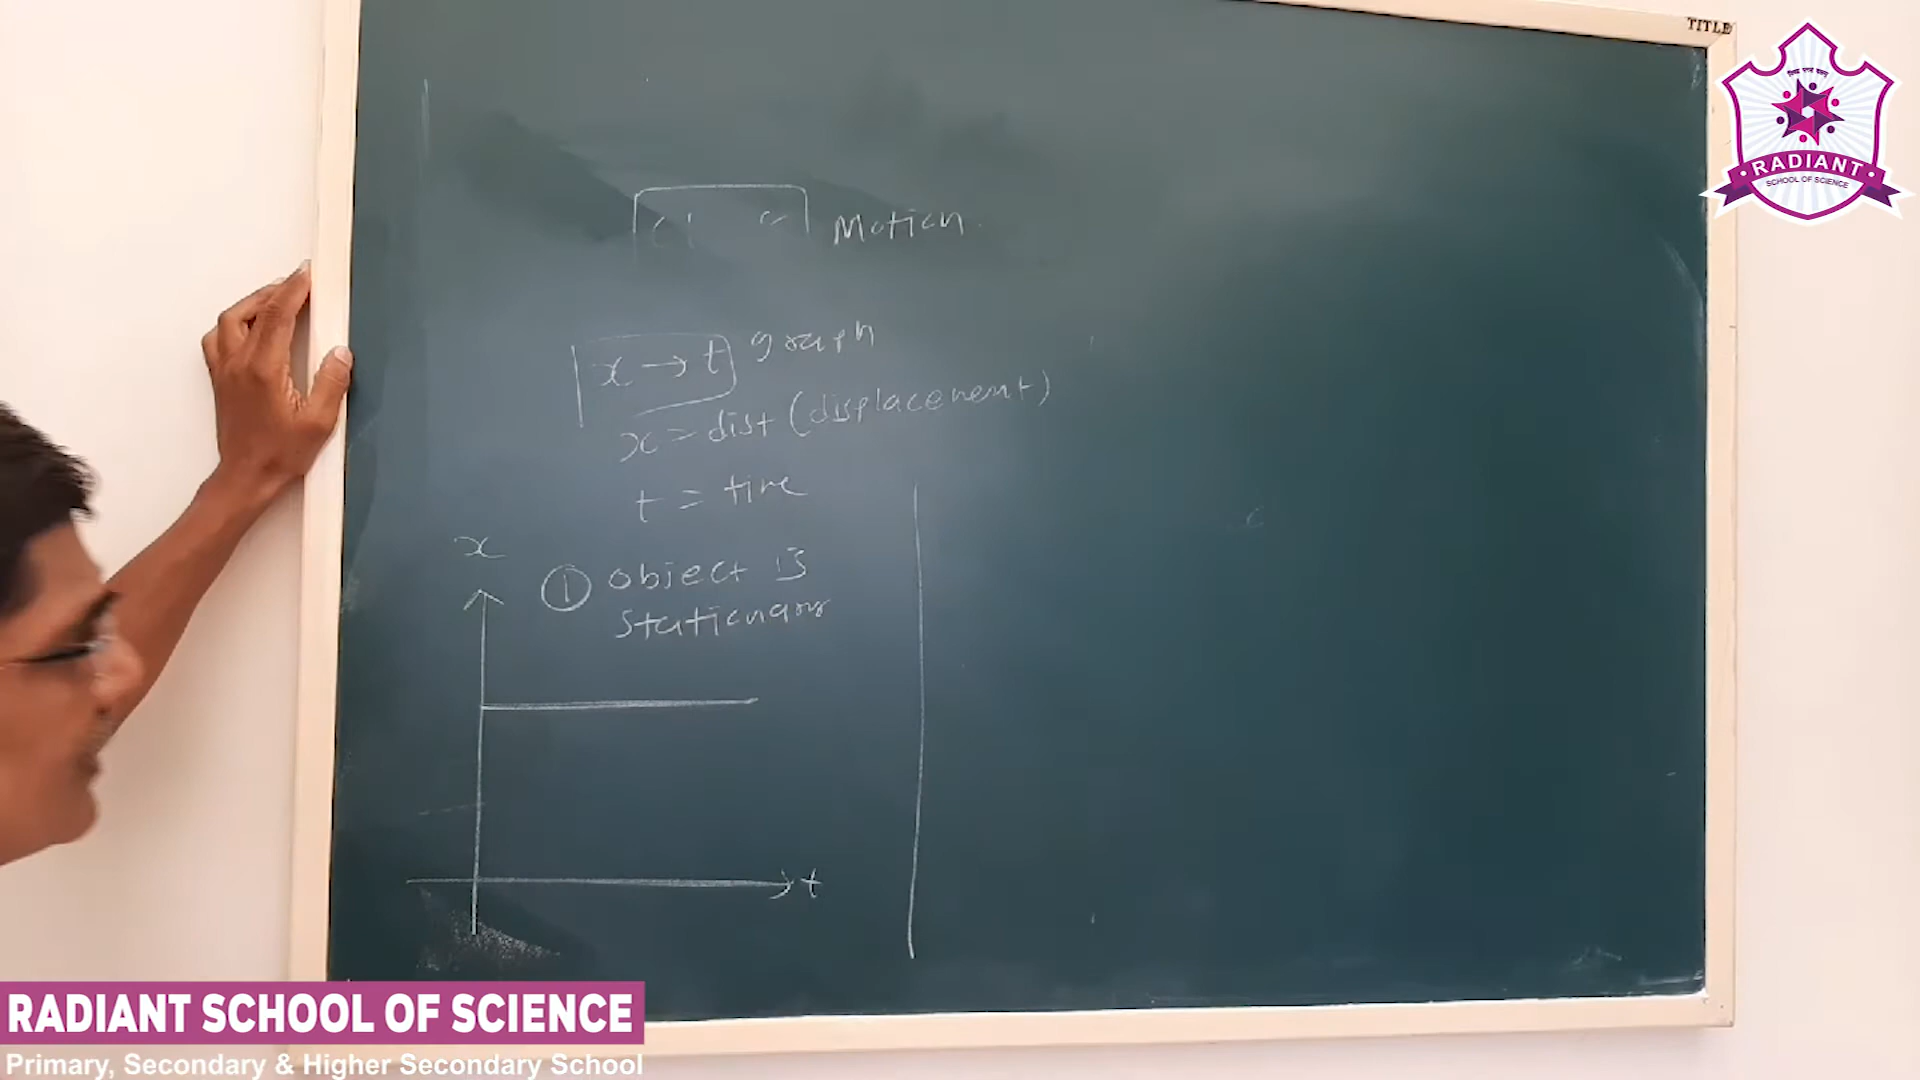 TITLE
RADIANT
SCHOOL OF SCIENCE
Motion
x → t graph
x = dist (displacement)
t = time
x
① object is
stationary
t
RADIANT SCHOOL OF SCIENCE
Primary, Secondary & Higher Secondary School